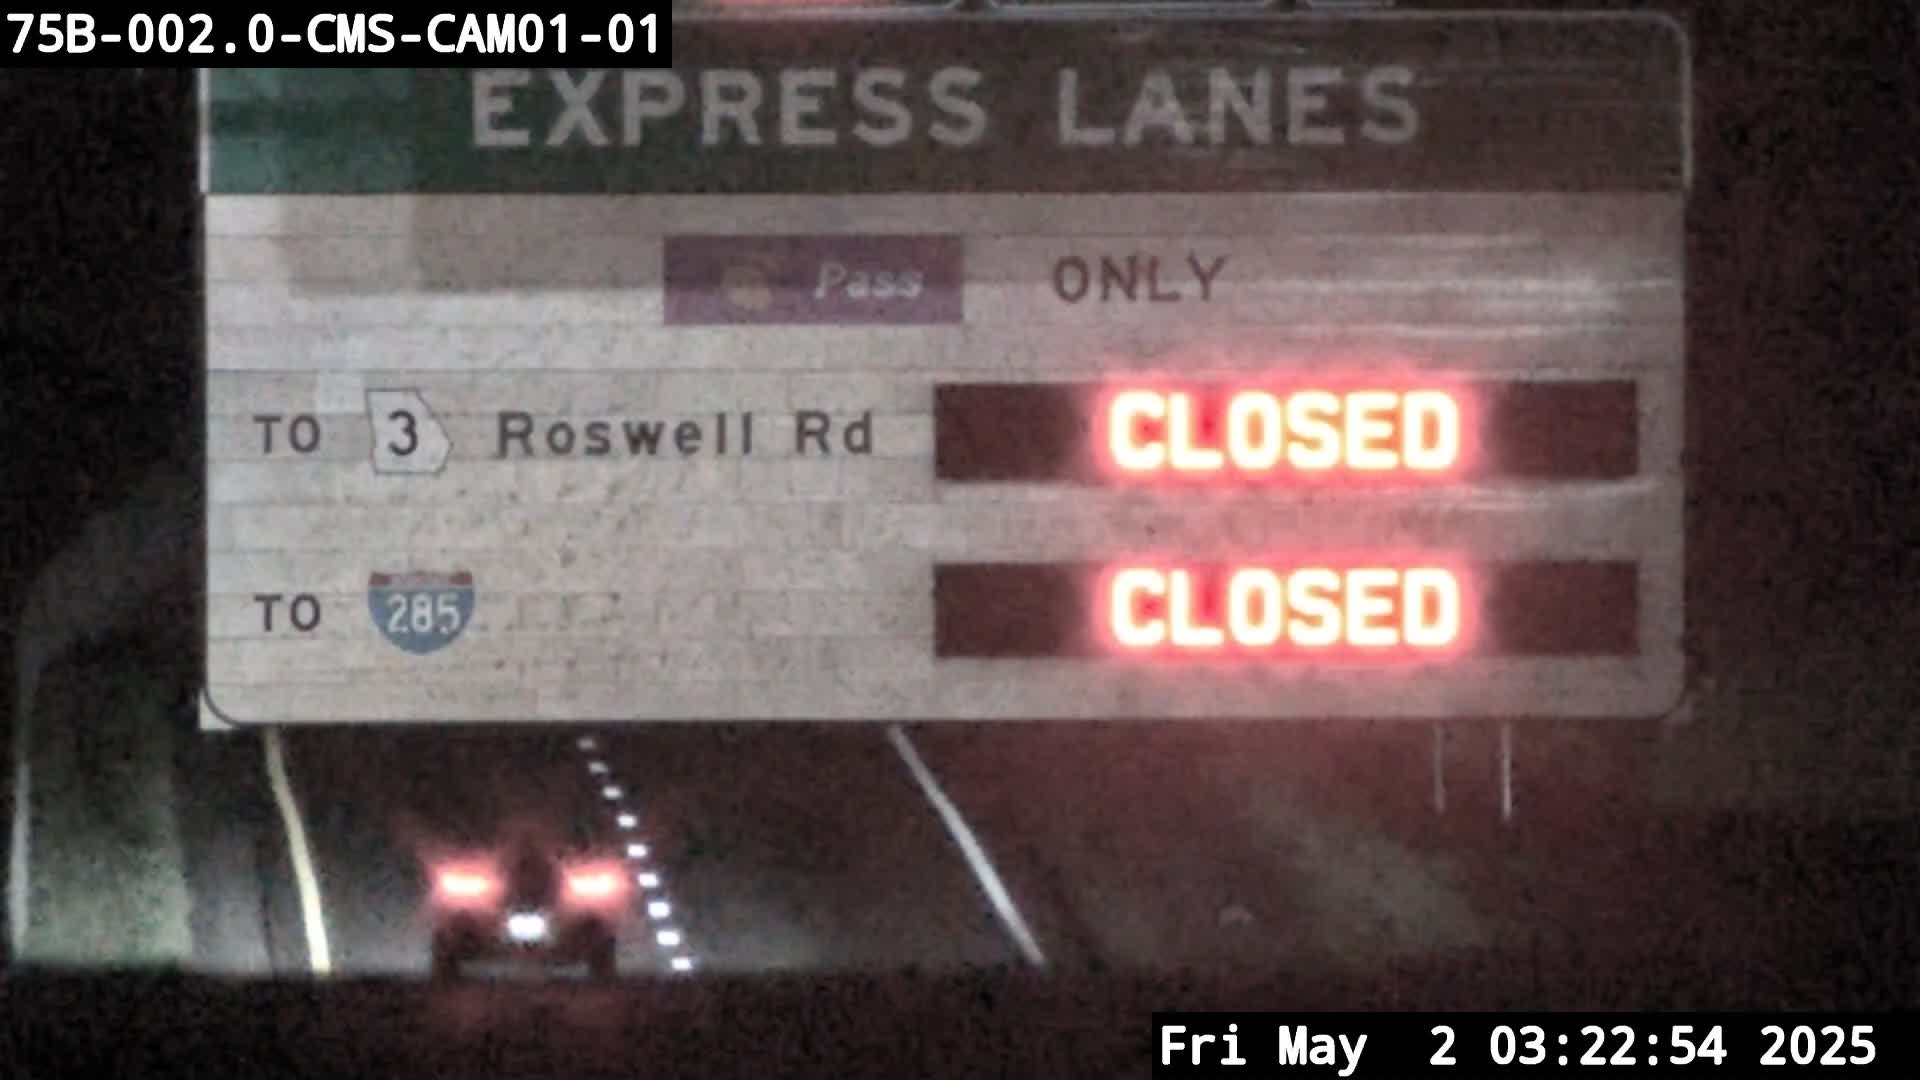 75B-002.0-CMS-CAM01-01
EXPRESS LANES
Pass ONLY
TO 3 Roswell Rd CLOSED
TO 285 CLOSED
Fri May 2 03:22:54 2025